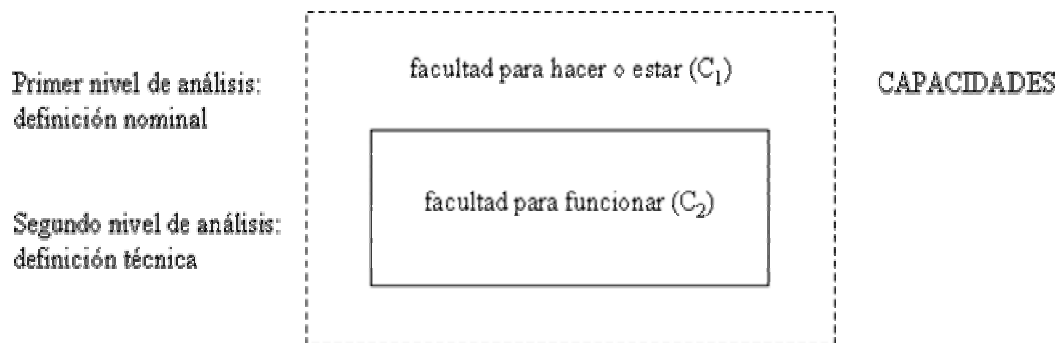 facultad para hacer o estar (C₁)
Primer nivel de análisis:
definición nominal
CAPACIDADES
facultad para funcionar (C₂)
Segundo nivel de análisis:
definición técnica